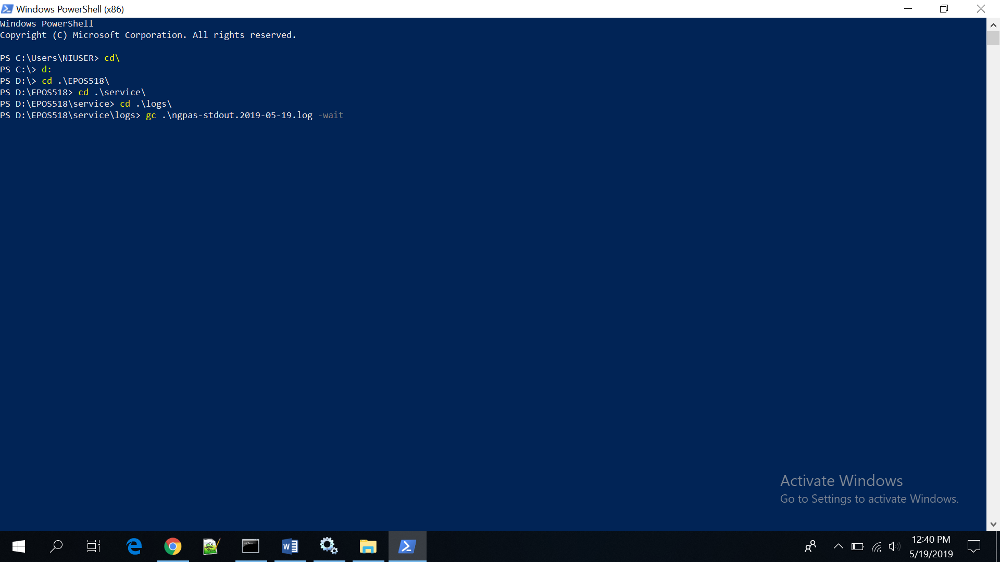 Windows PowerShell (x86)
Windows PowerShell
Copyright (C) Microsoft Corporation. All rights reserved.
PS C:\Users\NIUSER> cd\
PS C:\> d:
PS D:\> cd .\EPOS518\
PS D:\EPOS518> cd .\service\
PS D:\EPOS518\service> cd .\logs\
PS D:\EPOS518\service\logs> gc .\ngpas-stdout.2019-05-19.log -wait
Activate Windows
Go to Settings to activate Windows.
12:40 PM
5/19/2019